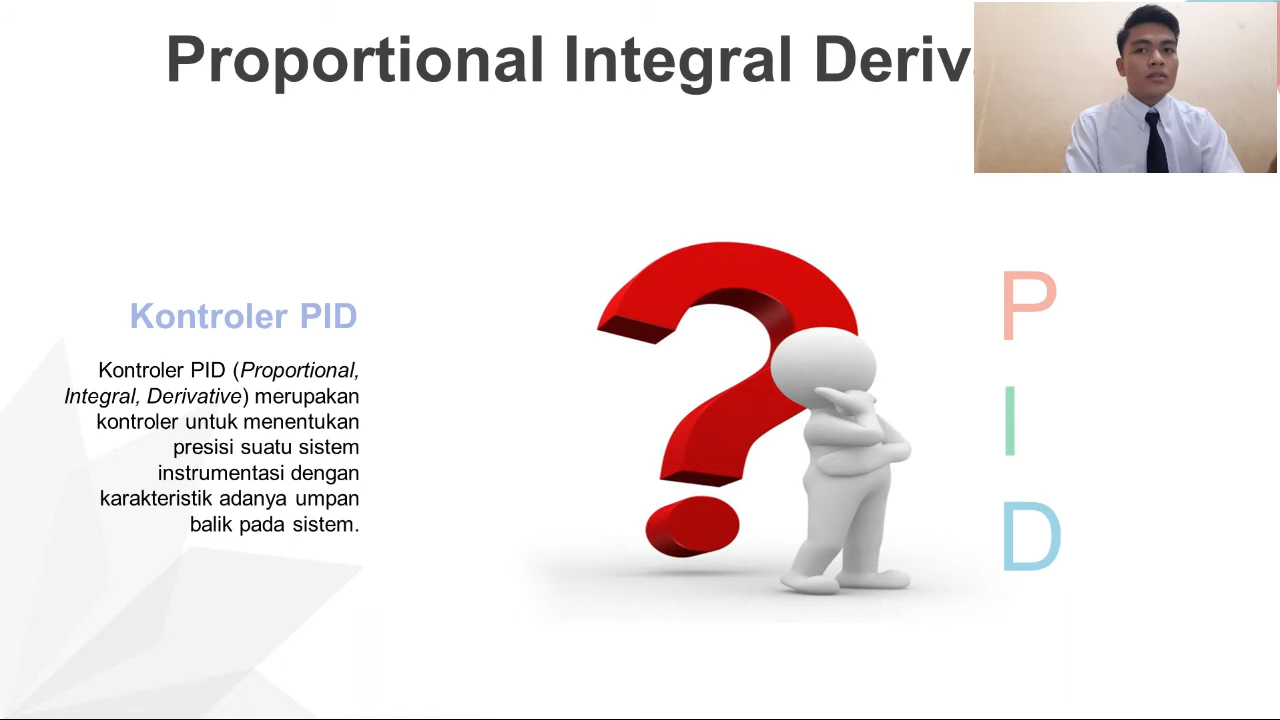 Proportional Integral
Kontroler PID
Kontroler PID (Proportional,
Integral, Derivative) merupakan
kontroler untuk menentukan
presisi suatu sistem
instrumentasi dengan
karakteristik adanya umpan
balik pada sistem.
P
I
D